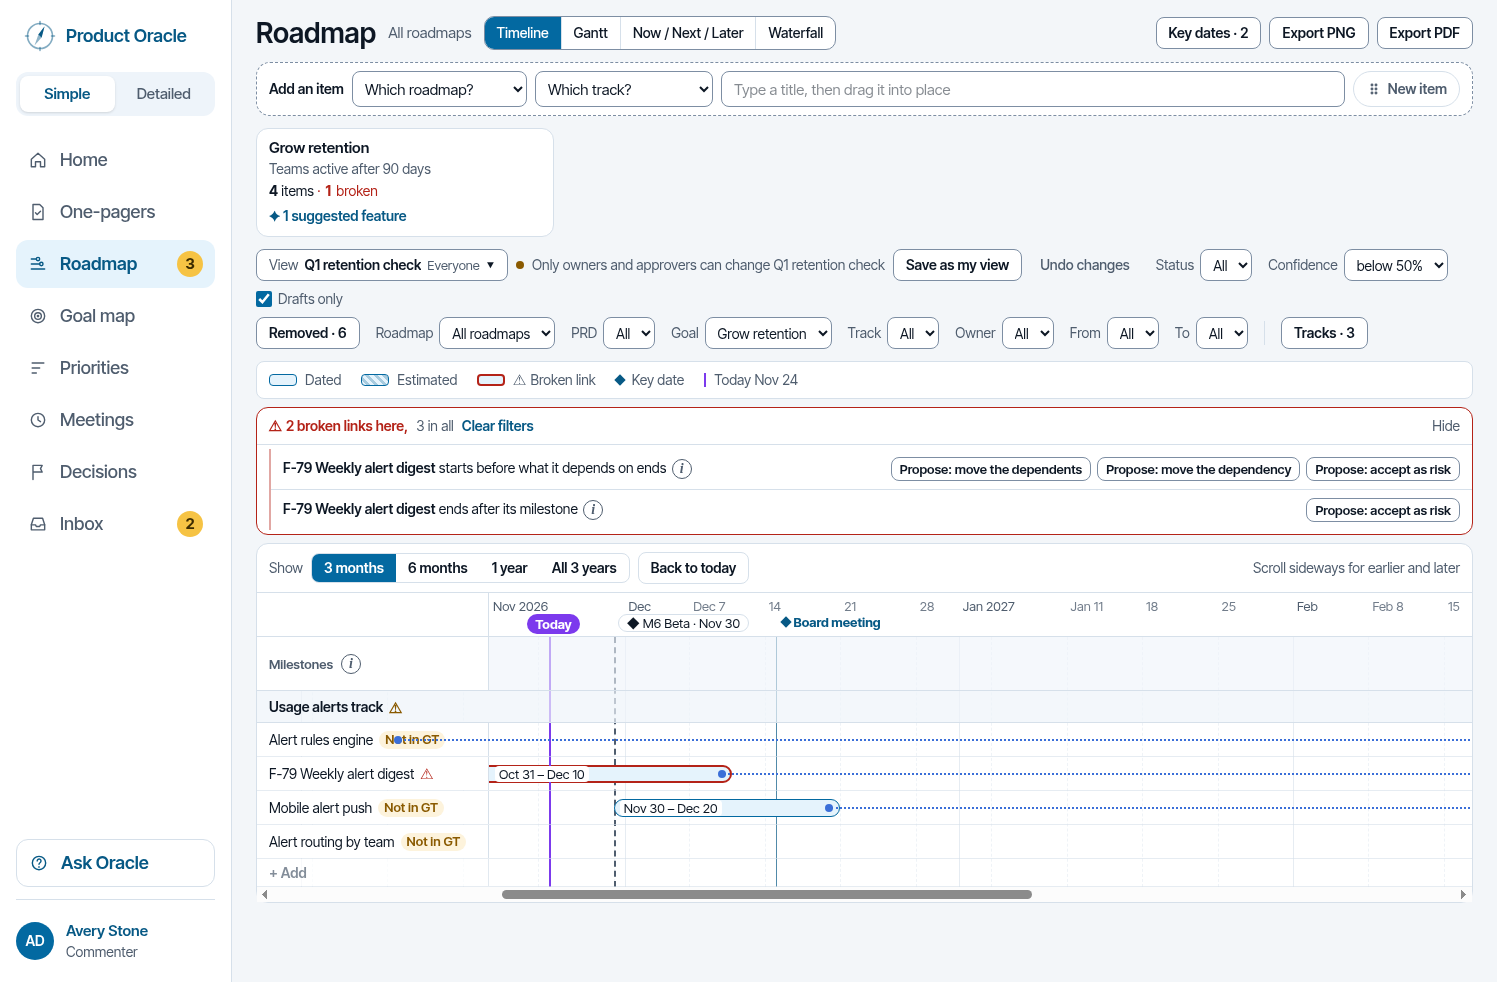 Product Oracle
Simple Detailed
Home
One-pagers
Roadmap 3
Goal map
Priorities
Meetings
Decisions
Inbox 2
Ask Oracle
AD Avery Stone
Commenter
Roadmap All roadmaps Timeline Gantt Now / Next / Later Waterfall Key dates · 2 Export PNG Export PDF
Add an item Which roadmap? Which track? Type a title, then drag it into place New item
Grow retention
Teams active after 90 days
4 items · 1 broken
1 suggested feature
View Q1 retention check Everyone Only owners and approvers can change Q1 retention check Save as my view Undo changes Status All Confidence below 50%
Drafts only
Removed · 6 Roadmap All roadmaps PRD All Goal Grow retention Track All Owner All From All To All Tracks · 3
Dated Estimated ⚠ Broken link Key date Today Nov 24
⚠ 2 broken links here, 3 in all Clear filters Hide
F-79 Weekly alert digest starts before what it depends on ends i Propose: move the dependents Propose: move the dependency Propose: accept as risk
F-79 Weekly alert digest ends after its milestone i Propose: accept as risk
Show 3 months 6 months 1 year All 3 years Back to today Scroll sideways for earlier and later
Nov 2026 Dec Dec 7 14 21 28 Jan 2027 Jan 11 18 25 Feb Feb 8 15
Today M6 Beta · Nov 30 Board meeting
Milestones i
Usage alerts track ⚠
Alert rules engine Not in GT
F-79 Weekly alert digest ⚠ Oct 31 – Dec 10
Mobile alert push Not in GT Nov 30 – Dec 20
Alert routing by team Not in GT
+ Add